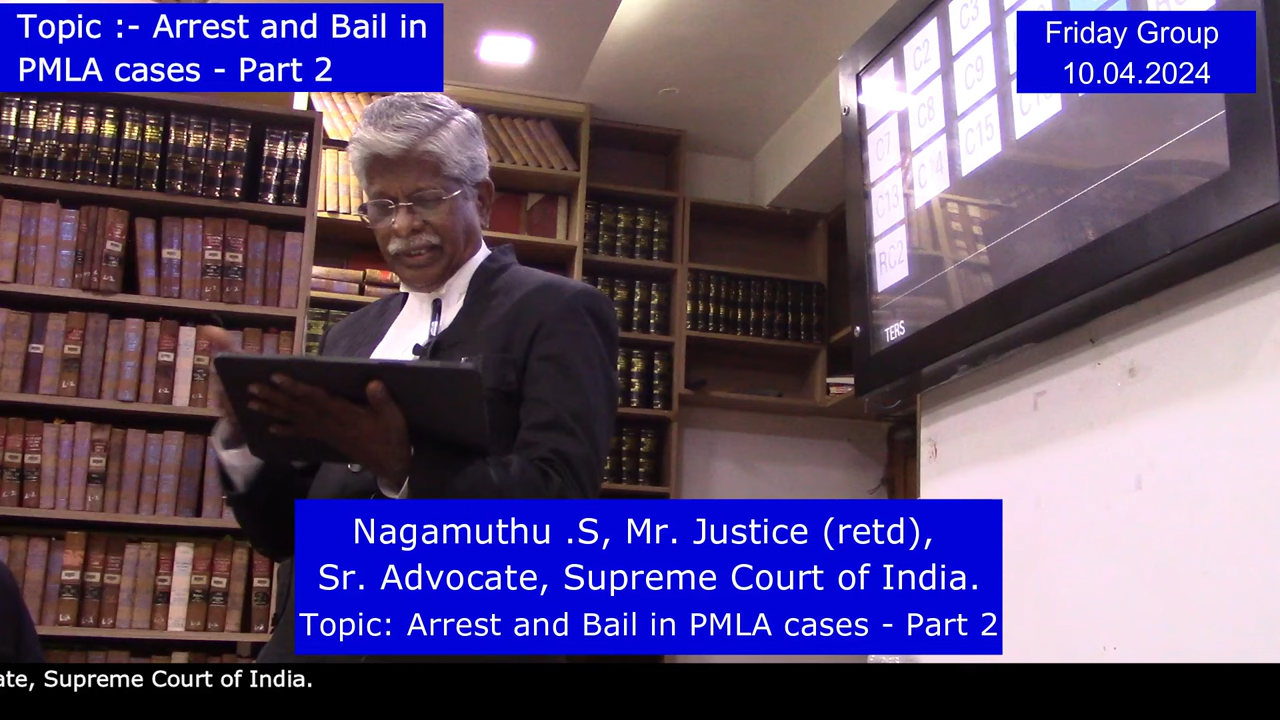 Topic :- Arrest and Bail in
PMLA cases - Part 2
Friday Group
10.04.2024
C2
C3
C7
C8
C9
C13
C14
C15
RC2
TERS
Nagamuthu .S, Mr. Justice (retd),
Sr. Advocate, Supreme Court of India.
Topic: Arrest and Bail in PMLA cases - Part 2
ate, Supreme Court of India.